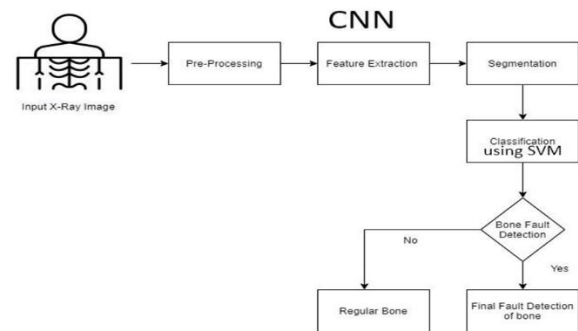 CNN
Pre-Processing
Feature Extraction
Segmentation
Input X-Ray Image
Classification
using SVM
Bone Fault
Detection
No
Yes
Regular Bone
Final Fault Detection
of bone